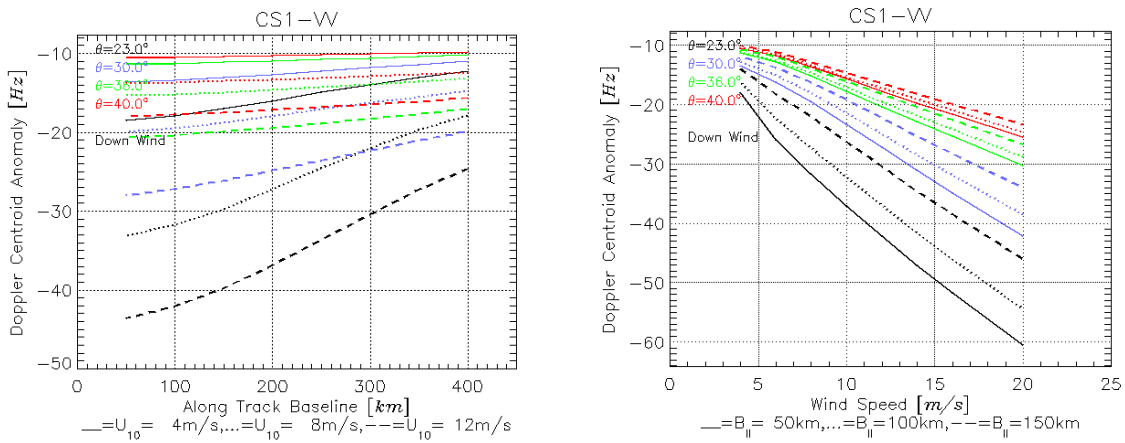 CS1-VV
Doppler Centroid Anomaly [Hz]
-10
-20
-30
-40
-50
θ=23.0°
θ=30.0°
θ=36.0°
θ=40.0°
Down Wind
0 100 200 300 400 500
Along Track Baseline [km]
__=U10= 4m/s,...=U10= 8m/s,--=U10= 12m/s
CS1-VV
Doppler Centroid Anomaly [Hz]
-10
-20
-30
-40
-50
-60
θ=23.0°
θ=30.0°
θ=36.0°
θ=40.0°
Down Wind
0 5 10 15 20 25
Wind Speed [m/s]
__=B||= 50km,...=B||=100km,--=B||=150km